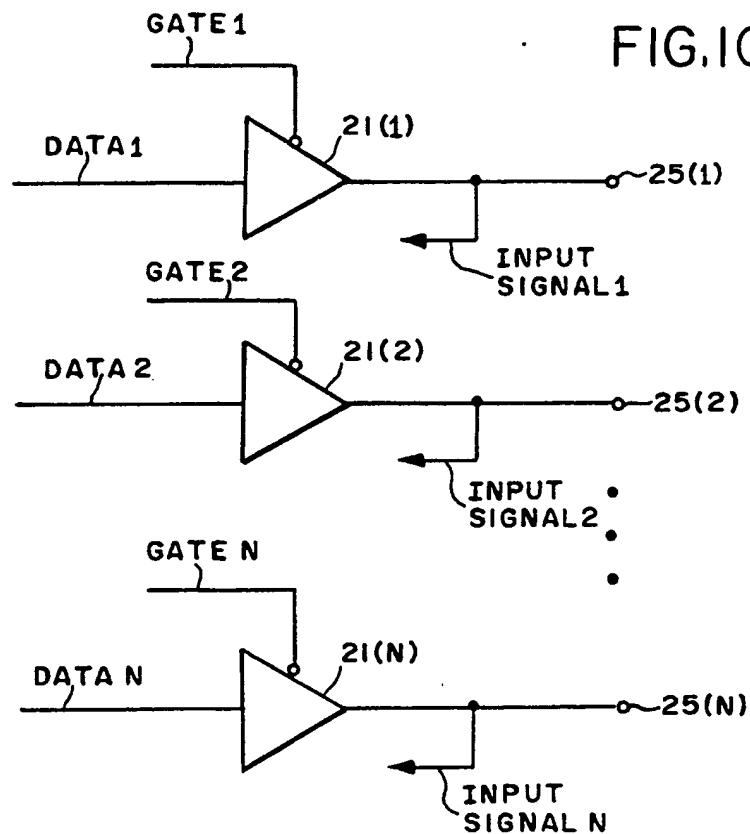 GATE1
FIG.10
21(1)
DATA1
25(1)
INPUT
SIGNAL1
GATE2
21(2)
DATA2
25(2)
INPUT
SIGNAL2
GATE N
21(N)
DATA N
25(N)
INPUT
SIGNAL N